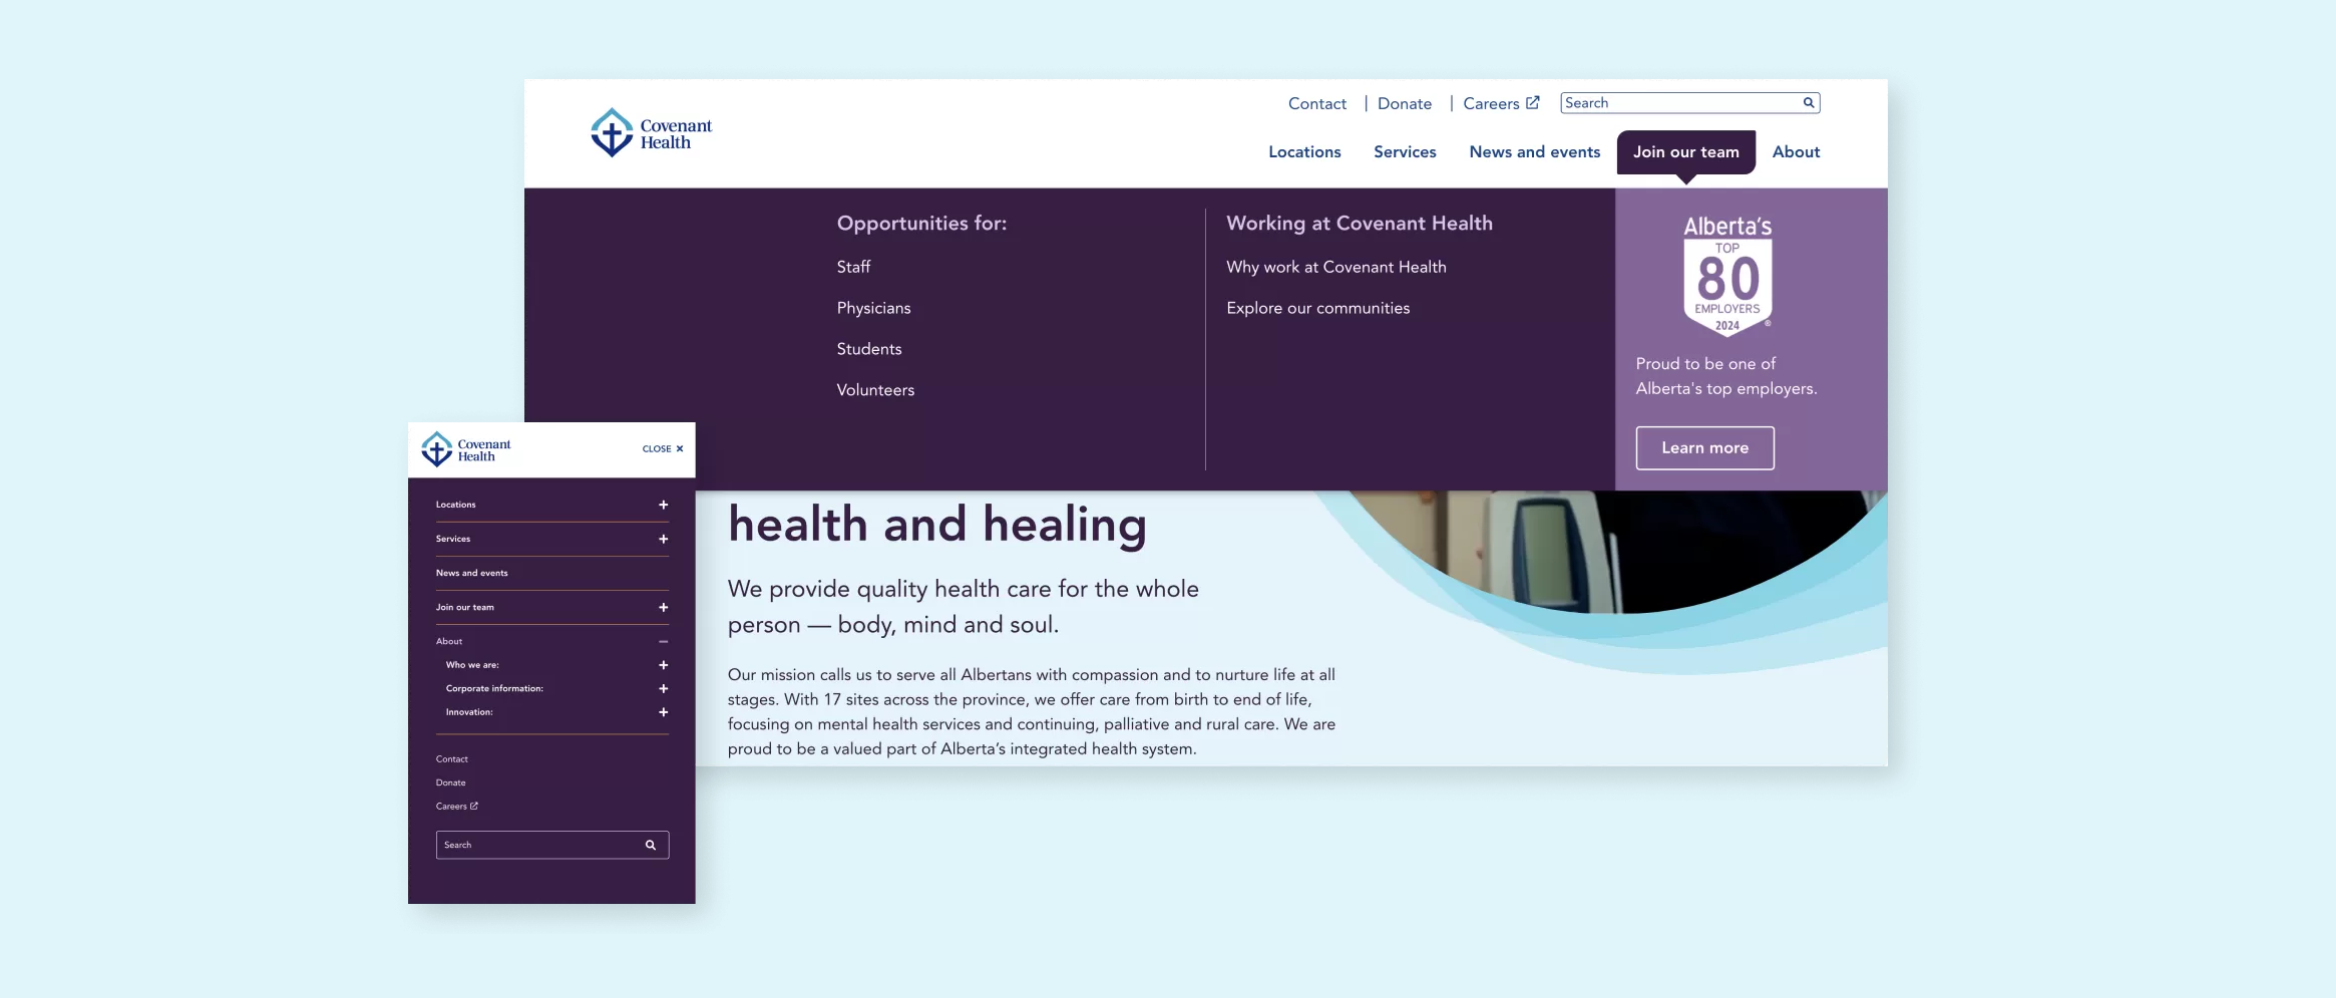 Covenant
Health
Contact
Donate
Careers
Search
Locations
Services
News and events
Join our team
About
Opportunities for:
Staff
Physicians
Students
Volunteers
Working at Covenant Health
Why work at Covenant Health
Explore our communities
Alberta's
TOP
80
EMPLOYERS
2024
®
Proud to be one of
Alberta's top employers.
Learn more
health and healing
We provide quality health care for the whole
person — body, mind and soul.
Our mission calls us to serve all Albertans with compassion and to nurture life at all
stages. With 17 sites across the province, we offer care from birth to end of life,
focusing on mental health services and continuing, palliative and rural care. We are
proud to be a valued part of Alberta’s integrated health system.
Covenant
Health
CLOSE
Locations
Services
News and events
Join our team
About
Who we are:
Corporate information:
Innovation:
Contact
Donate
Careers
Search